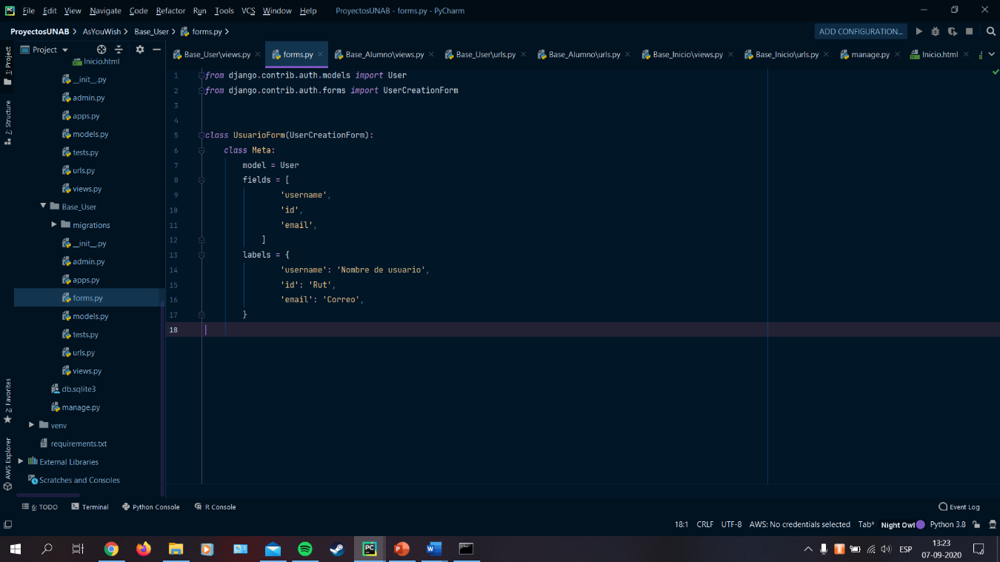 File Edit View Navigate Code Refactor Run Tools VCS Window Help ProyectosUNAB - forms.py - PyCharm
ProyectosUNAB AsYouWish Base_User forms.py ADD CONFIGURATION...
1: Project
7: Structure
2: Favorites
AWS Explorer
Project
Inicio.html
__init__.py
admin.py
apps.py
models.py
tests.py
urls.py
views.py
Base_User
migrations
__init__.py
admin.py
apps.py
forms.py
models.py
tests.py
urls.py
views.py
db.sqlite3
manage.py
venv
requirements.txt
External Libraries
Scratches and Consoles
Base_User\views.py forms.py Base_Alumno\views.py Base_User\urls.py Base_Alumno\urls.py Base_Inicio\views.py Base_Inicio\urls.py manage.py Inicio.html
1 from django.contrib.auth.models import User
2 from django.contrib.auth.forms import UserCreationForm
3
4
5 class UsuarioForm(UserCreationForm):
6 class Meta:
7 model = User
8 fields = [
9 'username',
10 'id',
11 'email',
12 ]
13 labels = {
14 'username': 'Nombre de usuario',
15 'id': 'Rut',
16 'email': 'Correo',
17 }
18
6: TODO Terminal Python Console R Console Event Log
18:1 CRLF UTF-8 AWS: No credentials selected Tab* Night Owl Python 3.8
ESP
13:23
07-09-2020